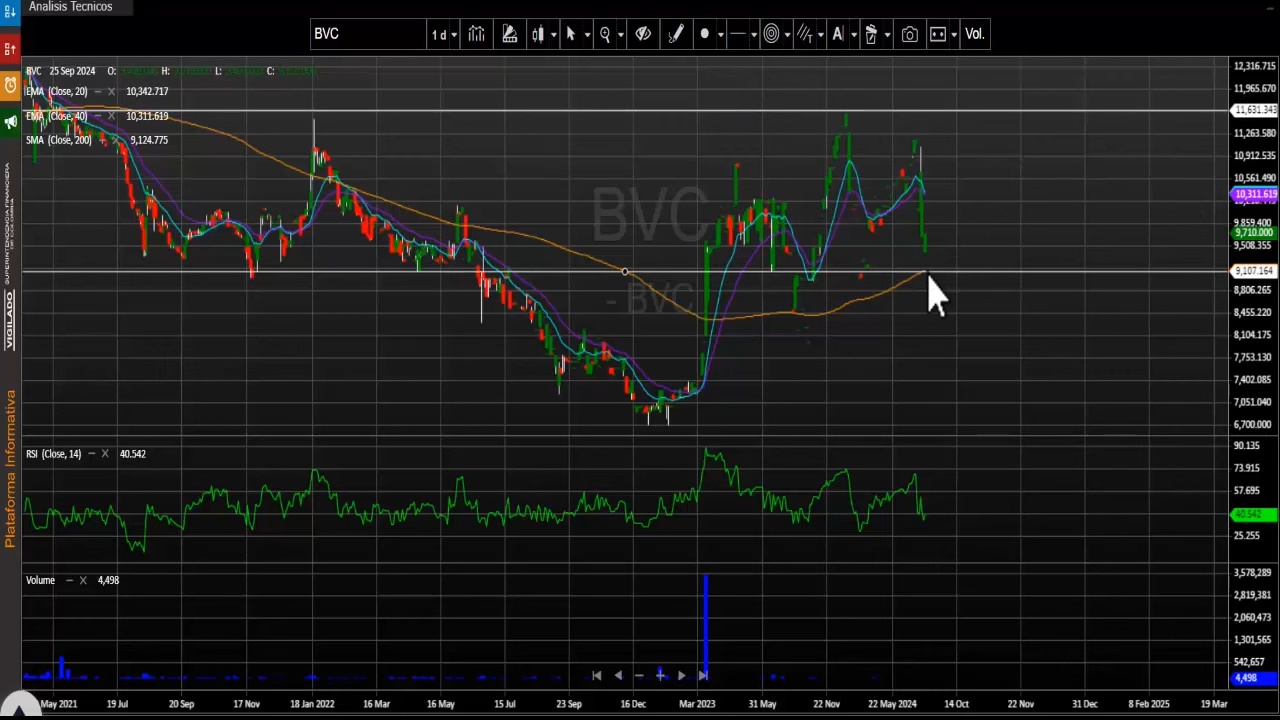 Analisis Tecnicos
BVC 1 d Vol.
BVC 25 Sep 2024 O: H: L: C:
EMA (Close, 20) 10,342.717
EMA (Close, 40) 10,311.619
SMA (Close, 200) 9,124.775
BVC
- BVC
12,316.715
11,965.670
11,631.343
11,263.580
10,912.535
10,561.490
10,311.619
9,859.400
9,710.000
9,508.355
9,107.164
8,806.265
8,455.220
8,104.175
7,753.130
7,402.085
7,051.040
6,700.000
RSI (Close, 14) 40.542
90.135
73.915
57.695
40.542
25.255
Volume 4,498
3,578,289
2,819,381
2,060,473
1,301,565
542,657
4,498
May 2021 19 Jul 20 Sep 17 Nov 18 Jan 2022 16 Mar 16 May 15 Jul 23 Sep 16 Dec Mar 2023 31 May 22 Nov 22 May 2024 14 Oct 22 Nov 31 Dec 8 Feb 2025 19 Mar
VIGILADO
SUPERINTENDENCIA FINANCIERA
Plataforma Informativa